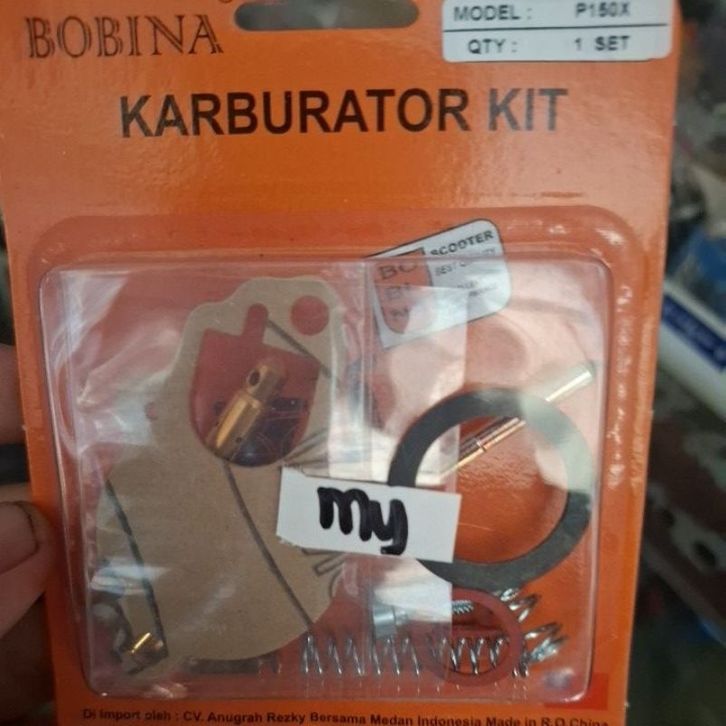 BOBINA
MODEL : P150X
QTY : 1 SET
KARBURATOR KIT
SCOOTER
BEST
my
Di Import oleh : CV. Anugrah Rezky Bersama Medan Indonesia Made in R.O.China